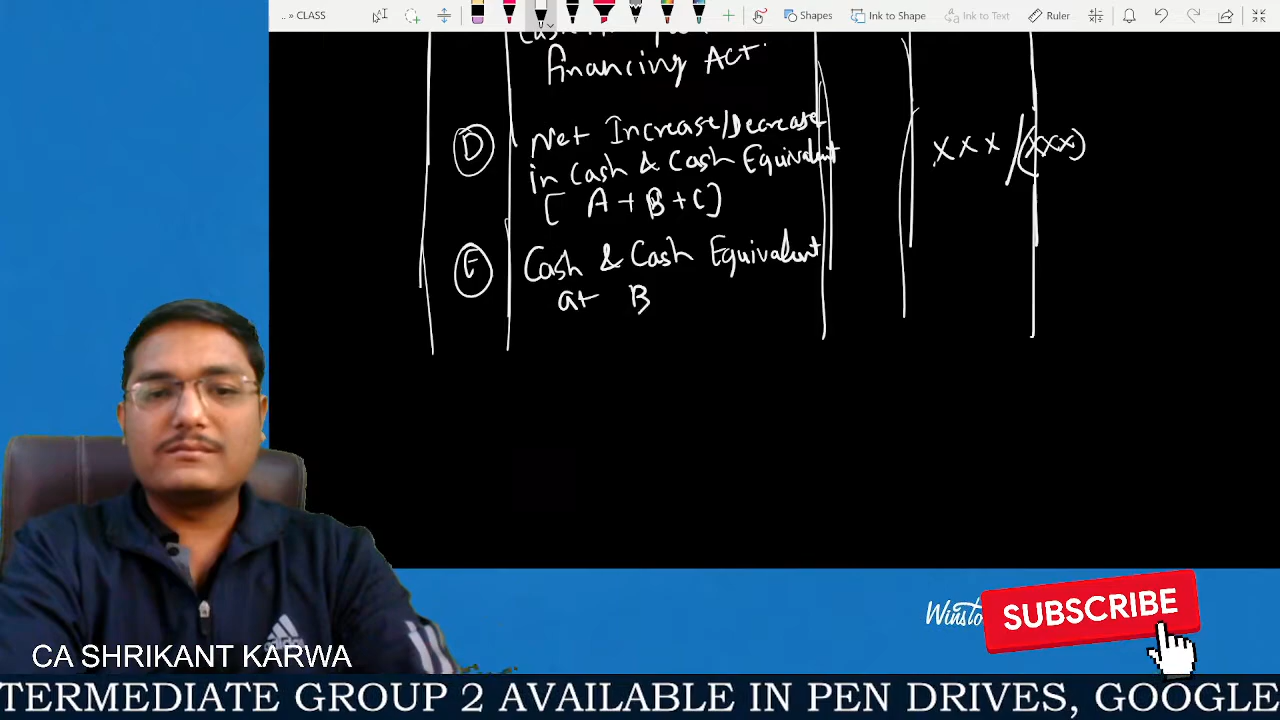 .. » CLASS
Shapes
Ink to Shape
Ink to Text
Ruler
Financing Act.
D Net Increase/Decrease xxx /(xxx)
in Cash & Cash Equivalent
[ A + B + C ]
E Cash & Cash Equivalent
at B
Winsto
SUBSCRIBE
CA SHRIKANT KARWA
TERMEDIATE GROUP 2 AVAILABLE IN PEN DRIVES, GOOGLE